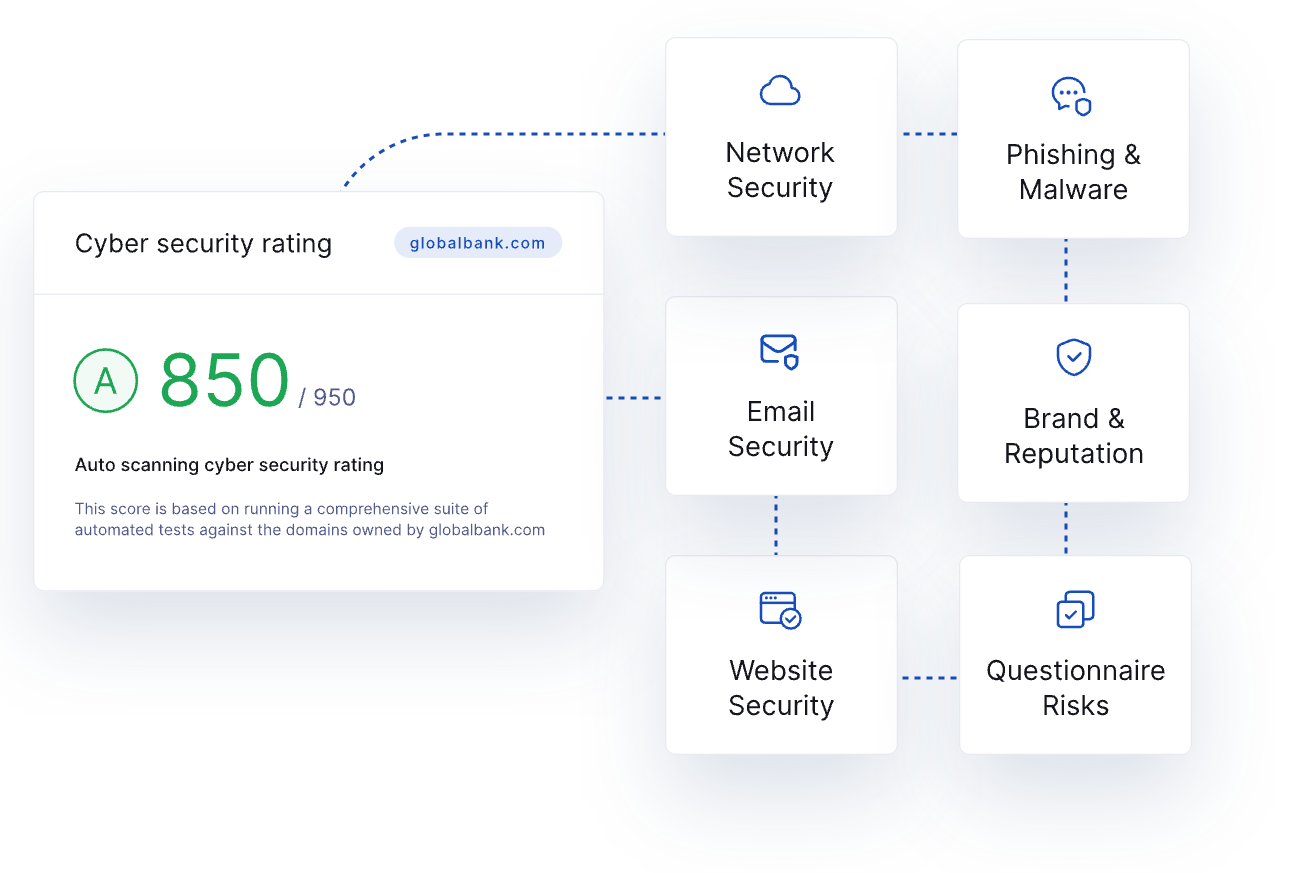 Cyber security rating
globalbank.com
A
850 / 950
Auto scanning cyber security rating
This score is based on running a comprehensive suite of
automated tests against the domains owned by globalbank.com
Network
Security
Phishing &
Malware
Email
Security
Brand &
Reputation
Website
Security
Questionnaire
Risks